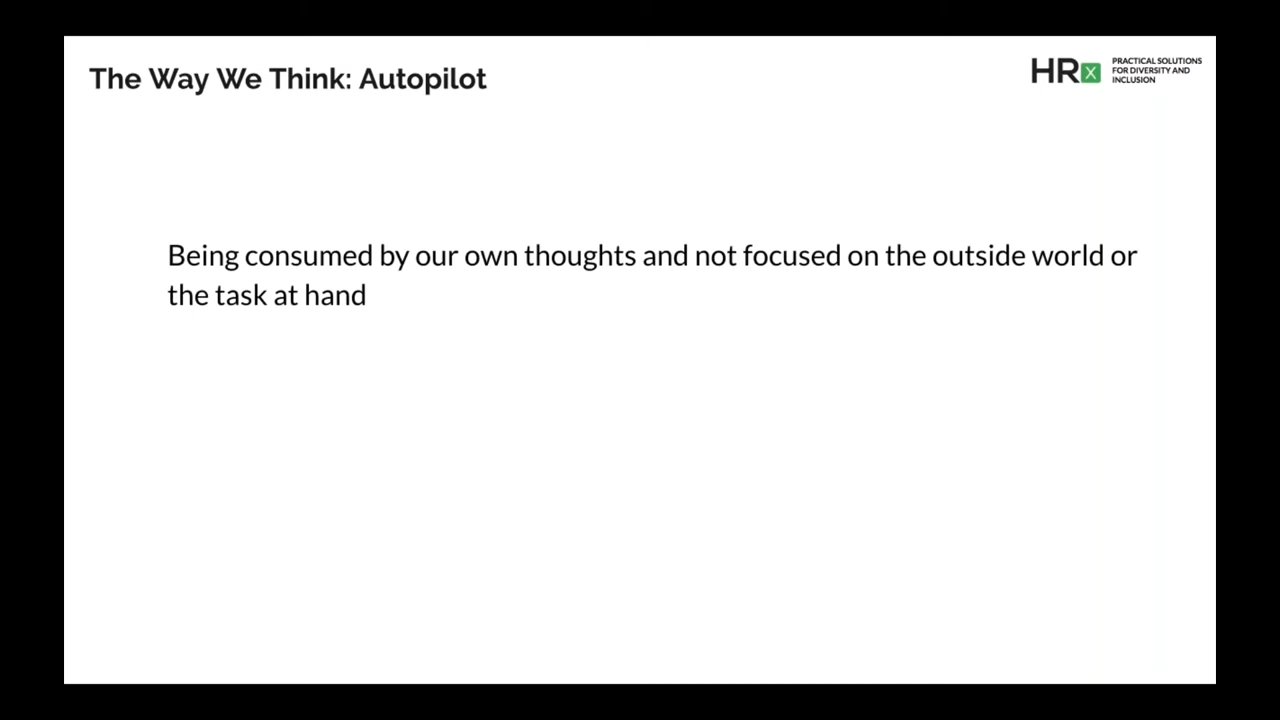 The Way We Think: Autopilot
HRx
PRACTICAL SOLUTIONS
FOR DIVERSITY AND
INCLUSION
Being consumed by our own thoughts and not focused on the outside world or
the task at hand